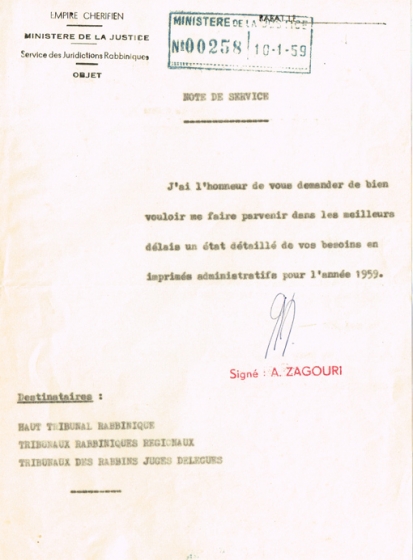 EMPIRE CHERIFIEN
MINISTERE DE LA JUSTICE
Service des Juridictions Rabbiniques
OBJET
RABAT, LE
MINISTERE DE LA JUSTICE
Nº 00258 10-1-59
NOTE DE SERVICE
J'ai l'honneur de vous demander de bien
vouloir me faire parvenir dans les meilleurs
délais un état détaillé de vos besoins en
imprimés administratifs pour l'année 1959.
Signé : A. ZAGOURI
Destinataires :
HAUT TRIBUNAL RABBINIQUE
TRIBUNAUX RABBINIQUES REGIONAUX
TRIBUNAUX DES RABBINS JUGES DELEGUES